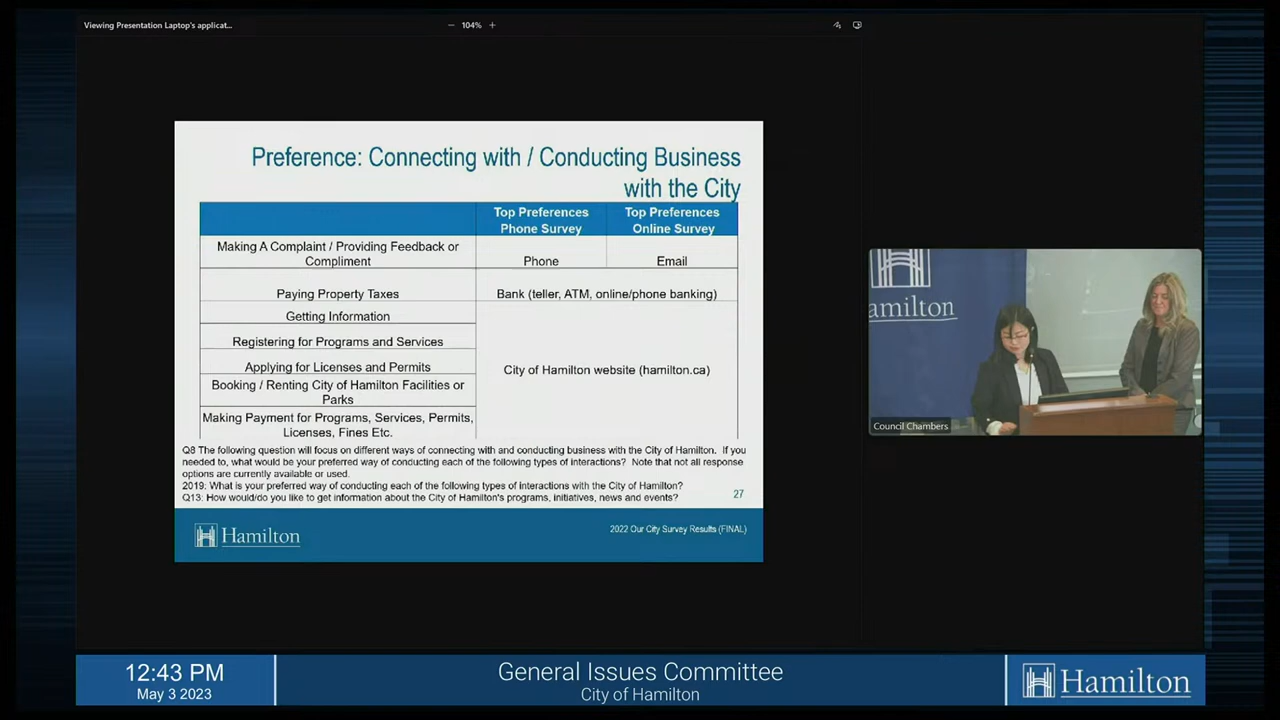 Viewing Presentation Laptop's applicat...
104%
Preference: Connecting with / Conducting Business
with the City
Top Preferences
Phone Survey
Top Preferences
Online Survey
Making A Complaint / Providing Feedback or
Compliment
Phone
Email
Paying Property Taxes
Bank (teller, ATM, online/phone banking)
Getting Information
Registering for Programs and Services
Applying for Licenses and Permits
Booking / Renting City of Hamilton Facilities or
Parks
Making Payment for Programs, Services, Permits,
Licenses, Fines Etc.
City of Hamilton website (hamilton.ca)
Q8 The following question will focus on different ways of connecting with and conducting business with the City of Hamilton. If you
needed to, what would be your preferred way of conducting each of the following types of interactions? Note that not all response
options are currently available or used.
2019: What is your preferred way of conducting each of the following types of interactions with the City of Hamilton?
Q13: How would/do you like to get information about the City of Hamilton's programs, initiatives, news and events?
27
Hamilton
2022 Our City Survey Results (FINAL)
amilton
Council Chambers
12:43 PM
May 3 2023
General Issues Committee
City of Hamilton
Hamilton